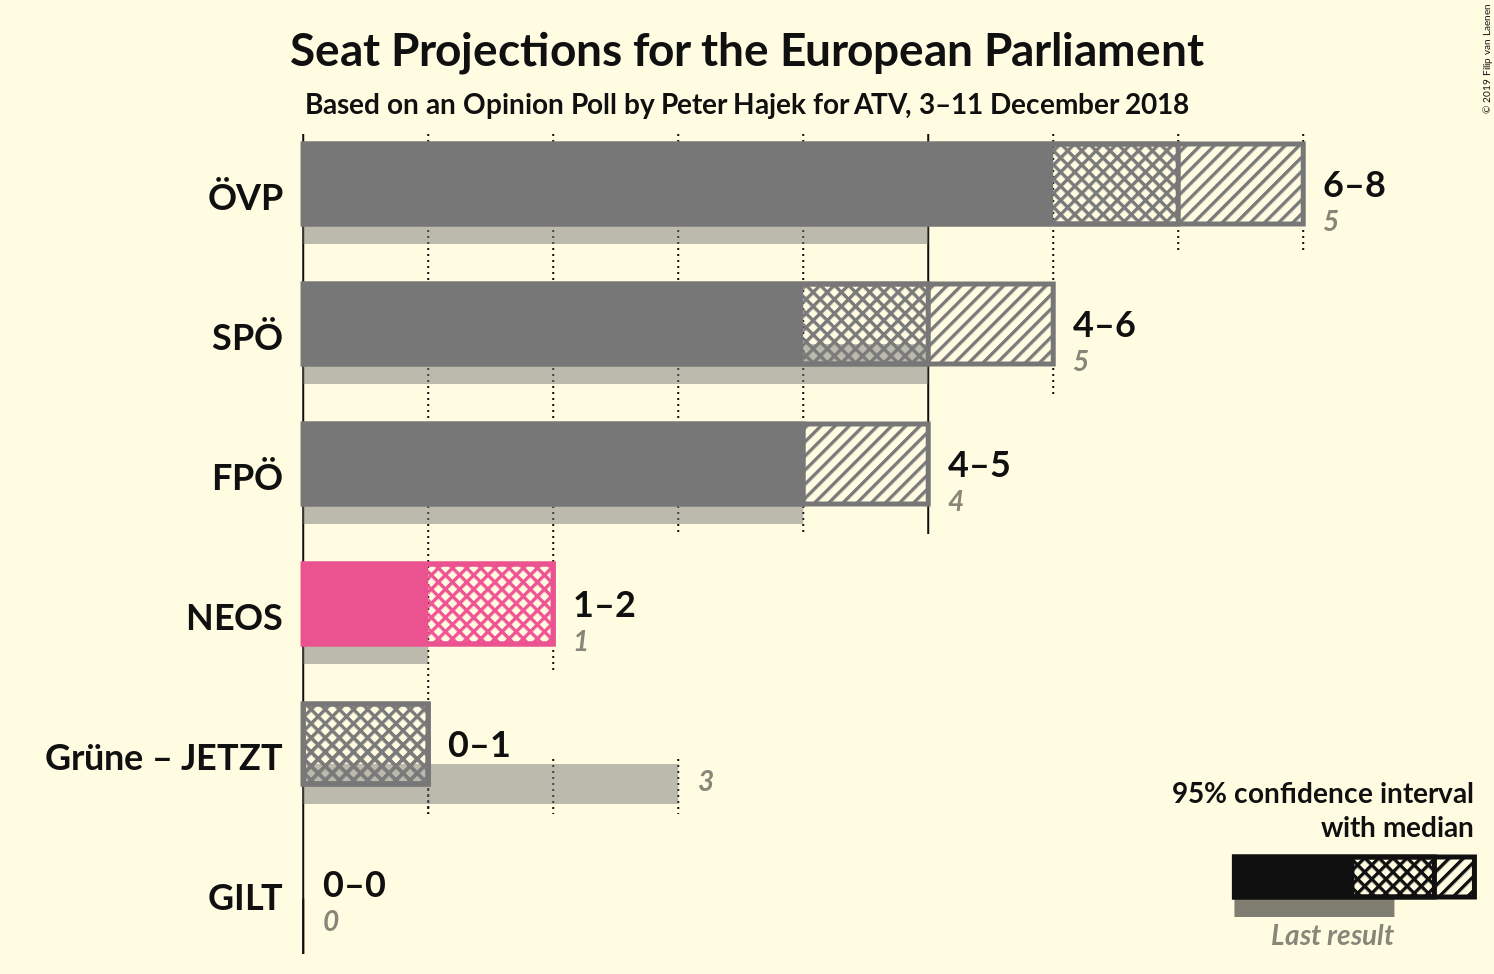 Seat Projections for the European Parliament
Based on an Opinion Poll by Peter Hajek for ATV, 3–11 December 2018
© 2019 Filip van Laenen
ÖVP
6–8
5
SPÖ
4–6
5
FPÖ
4–5
4
NEOS
1–2
1
Grüne – JETZT
0–1
3
GILT
0–0
0
95% confidence interval
with median
Last result